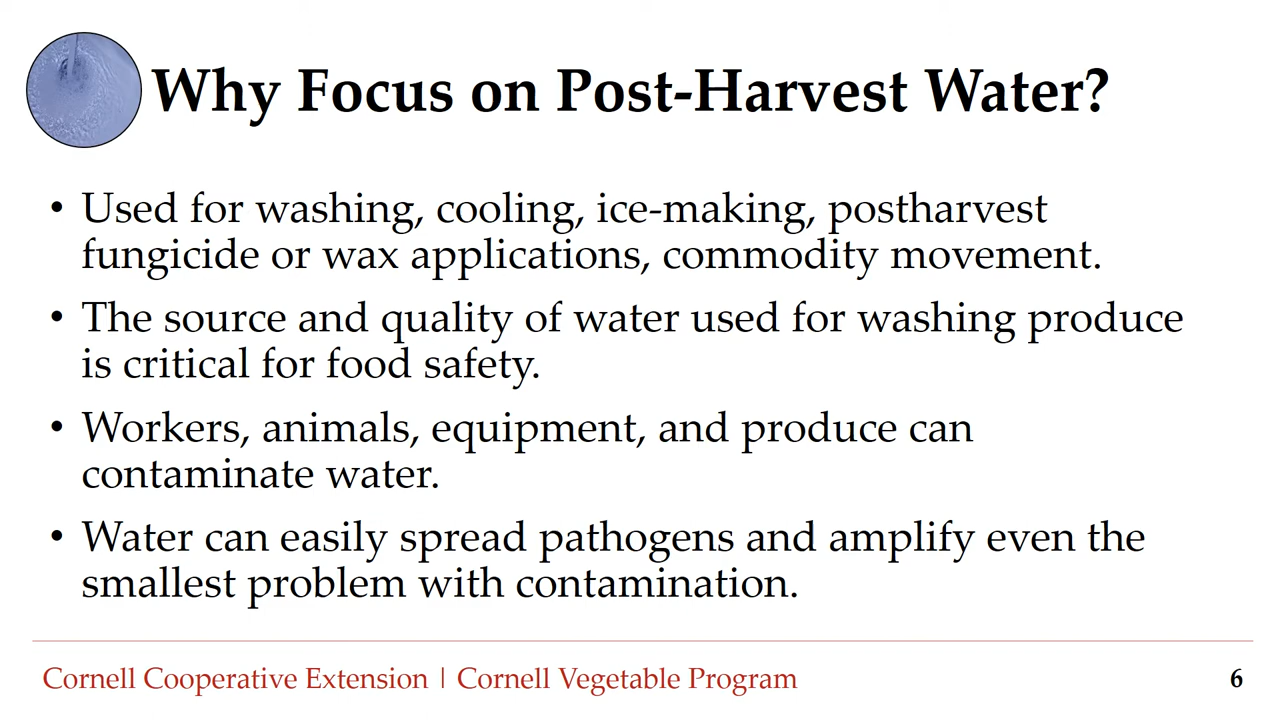 Why Focus on Post-Harvest Water?
• Used for washing, cooling, ice-making, postharvest
fungicide or wax applications, commodity movement.
• The source and quality of water used for washing produce
is critical for food safety.
• Workers, animals, equipment, and produce can
contaminate water.
• Water can easily spread pathogens and amplify even the
smallest problem with contamination.
Cornell Cooperative Extension | Cornell Vegetable Program
6